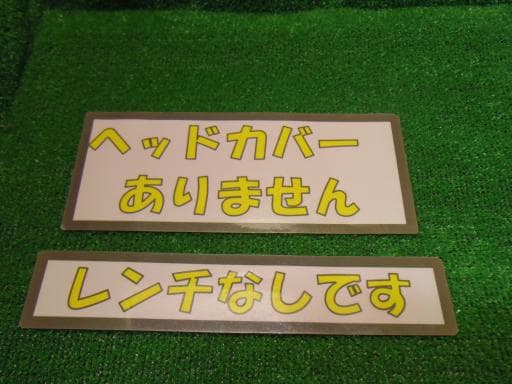 ヘッドカバー
ありません
レンチなしです